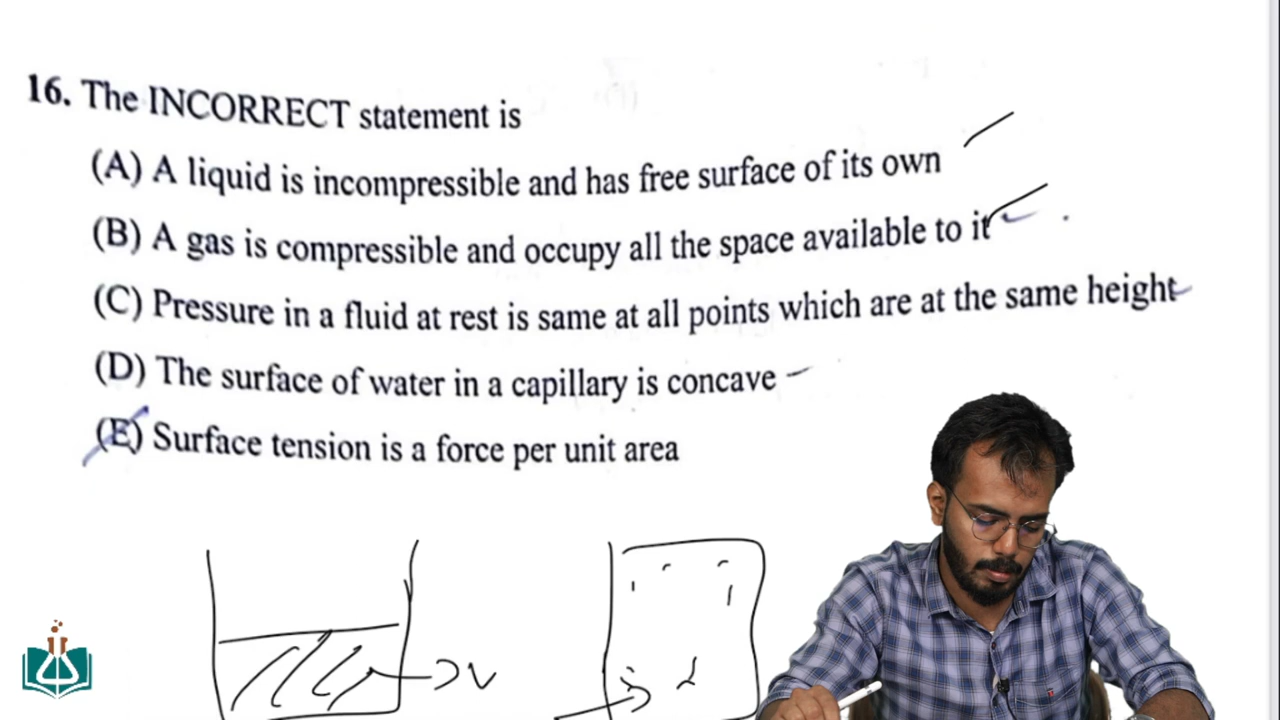 16. The INCORRECT statement is
(A) A liquid is incompressible and has free surface of its own
(B) A gas is compressible and occupy all the space available to it
(C) Pressure in a fluid at rest is same at all points which are at the same height
(D) The surface of water in a capillary is concave
(E) Surface tension is a force per unit area